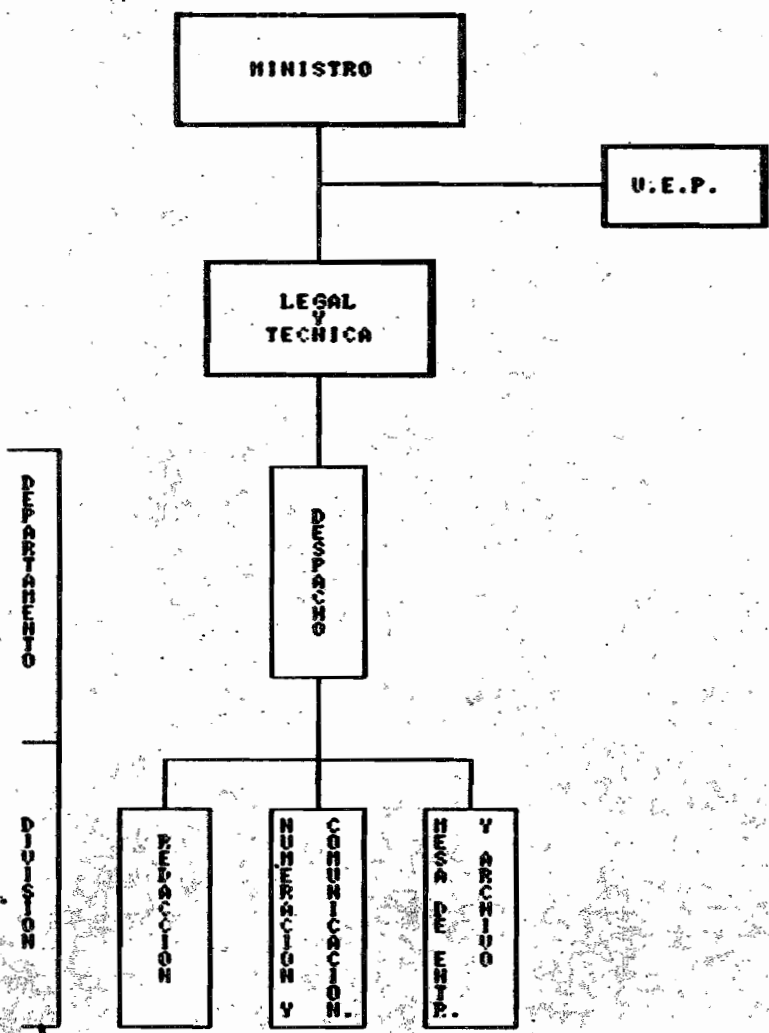 MINISTRO
U.E.P.
LEGAL
Y
TECNICA
DEPARTAMENTO
DESPACHO
DIVISION
REDACCION
NUMERACION Y
COMUNICACION.
MESA DE ENTR.
Y ARCHIVO